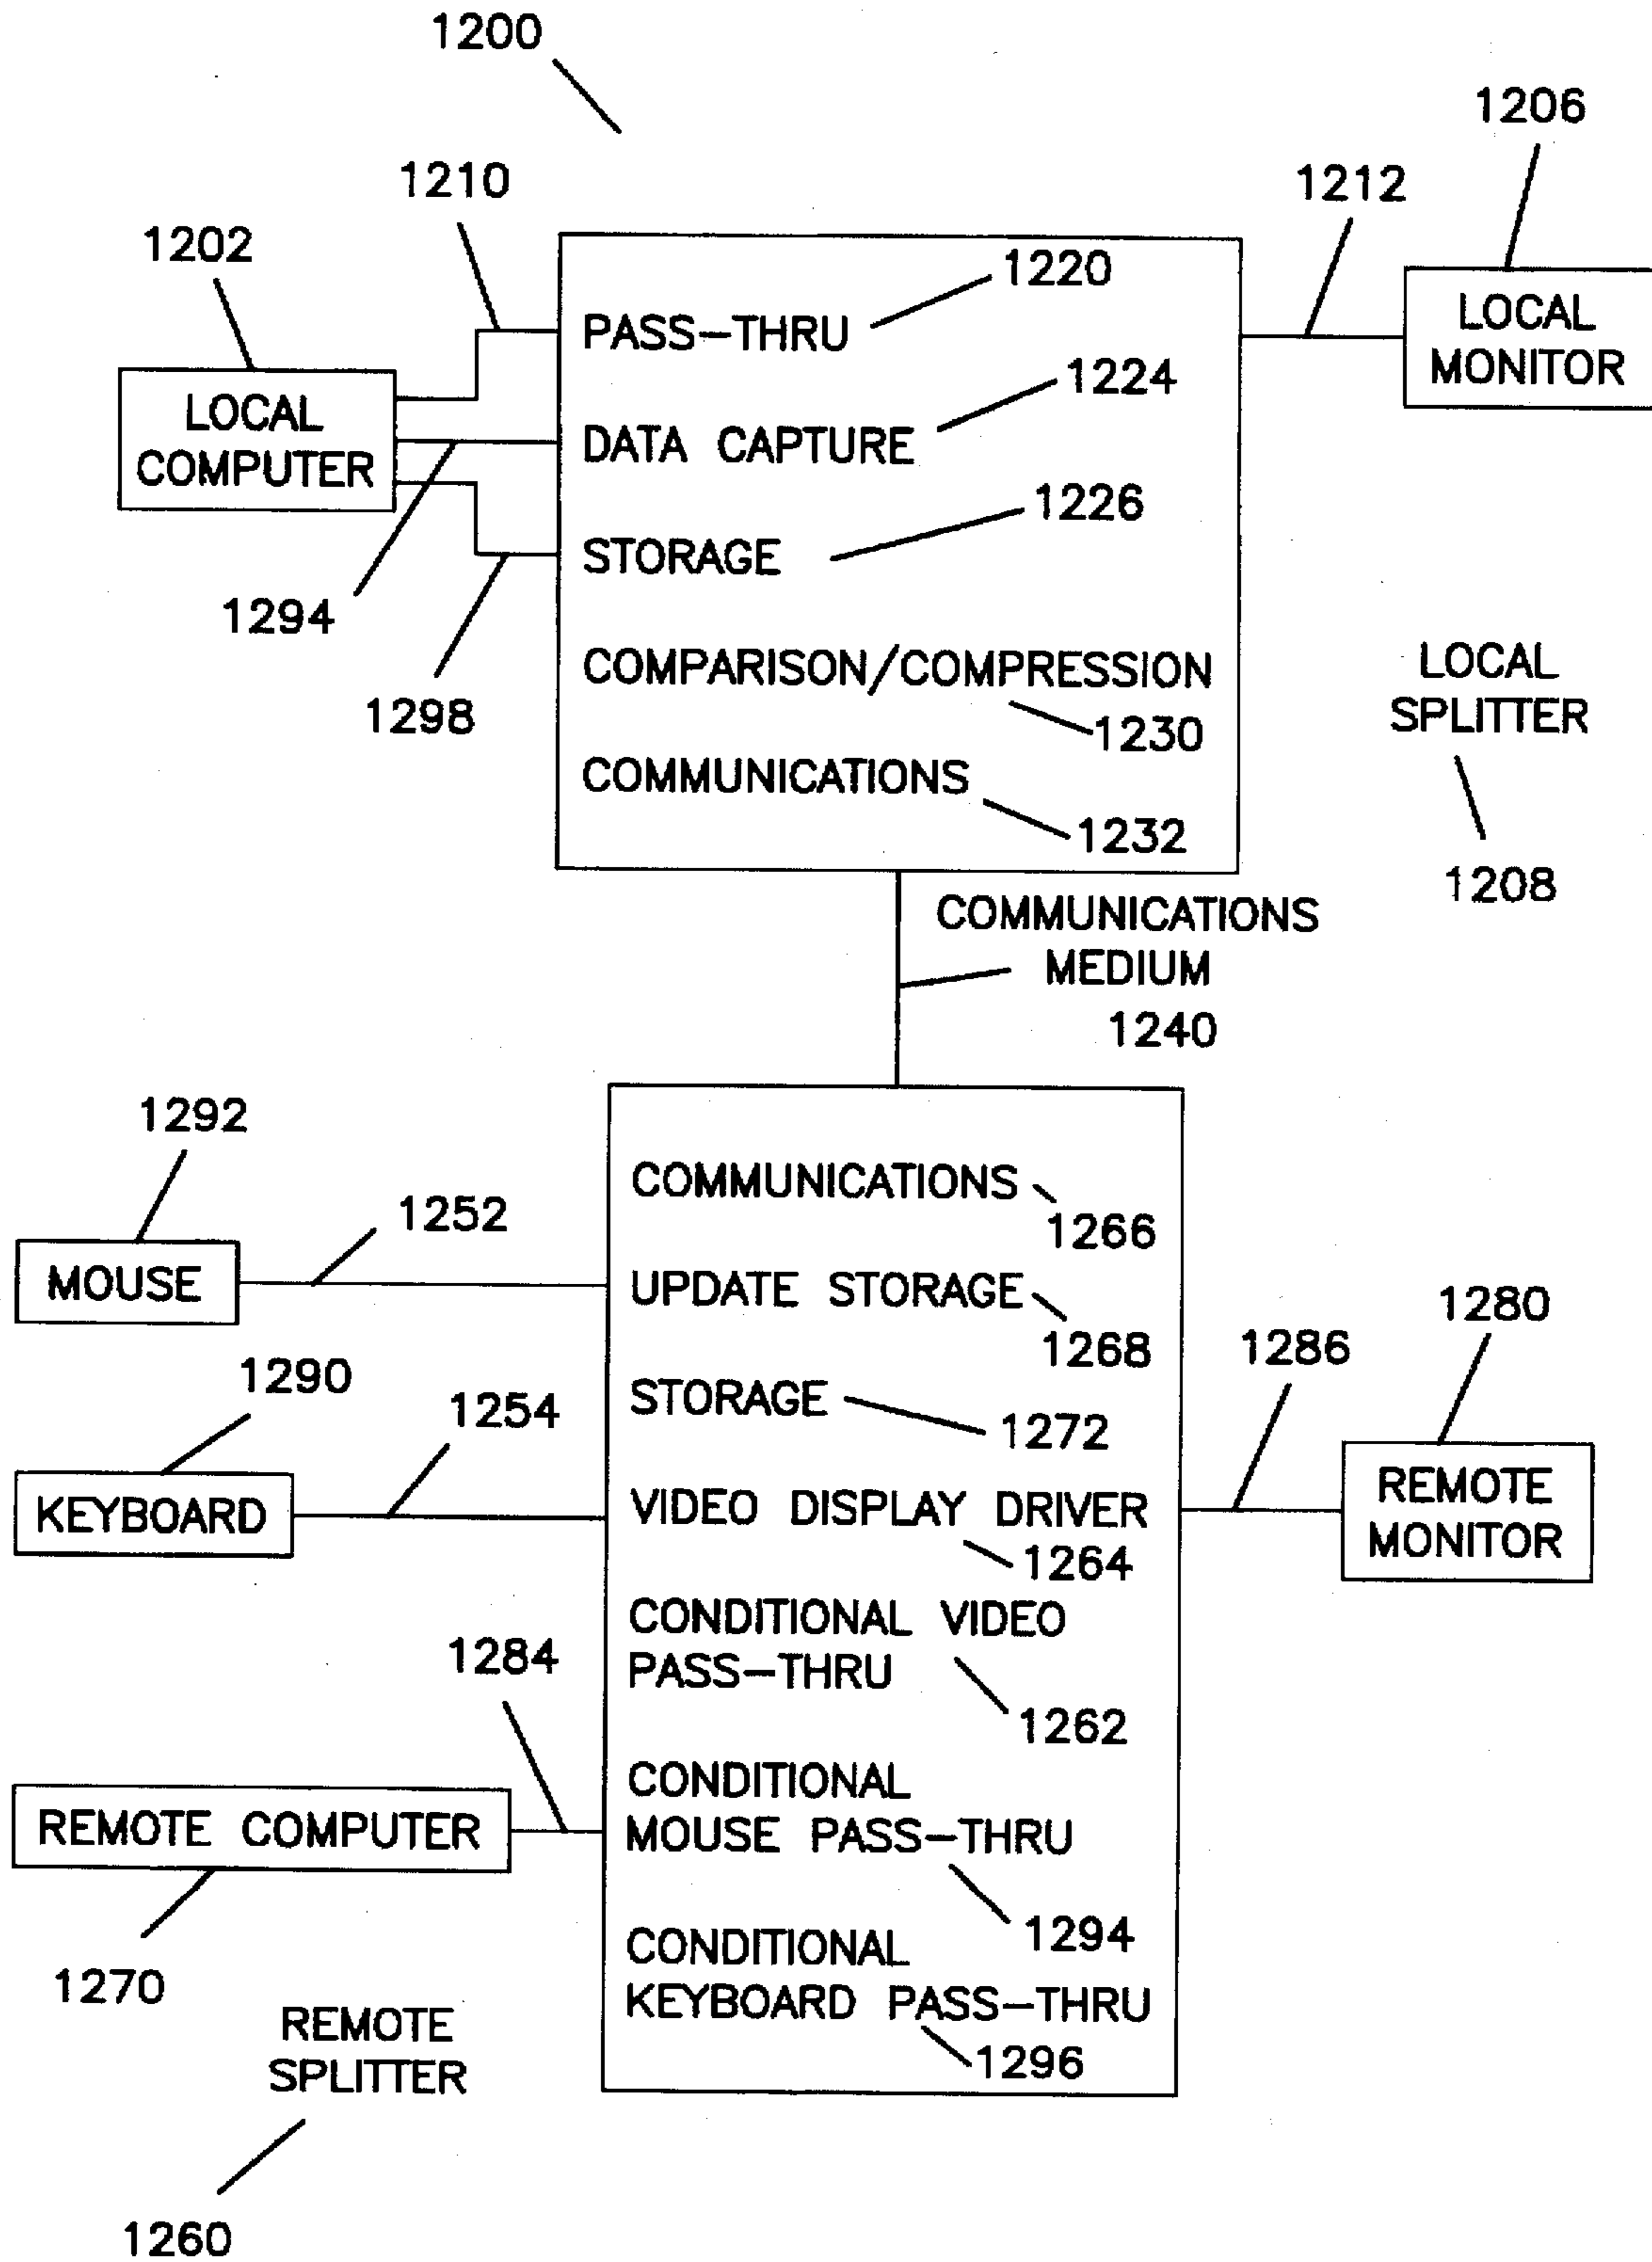 1200
1206
1210
1212
1202
1220
PASS-THRU
LOCAL
MONITOR
1224
LOCAL
COMPUTER
DATA CAPTURE
1226
STORAGE
1294
COMPARISON/COMPRESSION
LOCAL
SPLITTER
1298
1230
COMMUNICATIONS
1232
1208
COMMUNICATIONS
MEDIUM
1240
1292
COMMUNICATIONS
1252
1266
MOUSE
UPDATE STORAGE
1268
1280
1286
1290
STORAGE
1254
1272
KEYBOARD
VIDEO DISPLAY DRIVER
REMOTE
MONITOR
1264
CONDITIONAL VIDEO
PASS-THRU
1284
1262
CONDITIONAL
MOUSE PASS-THRU
REMOTE COMPUTER
1294
CONDITIONAL
KEYBOARD PASS-THRU
1270
1296
REMOTE
SPLITTER
1260